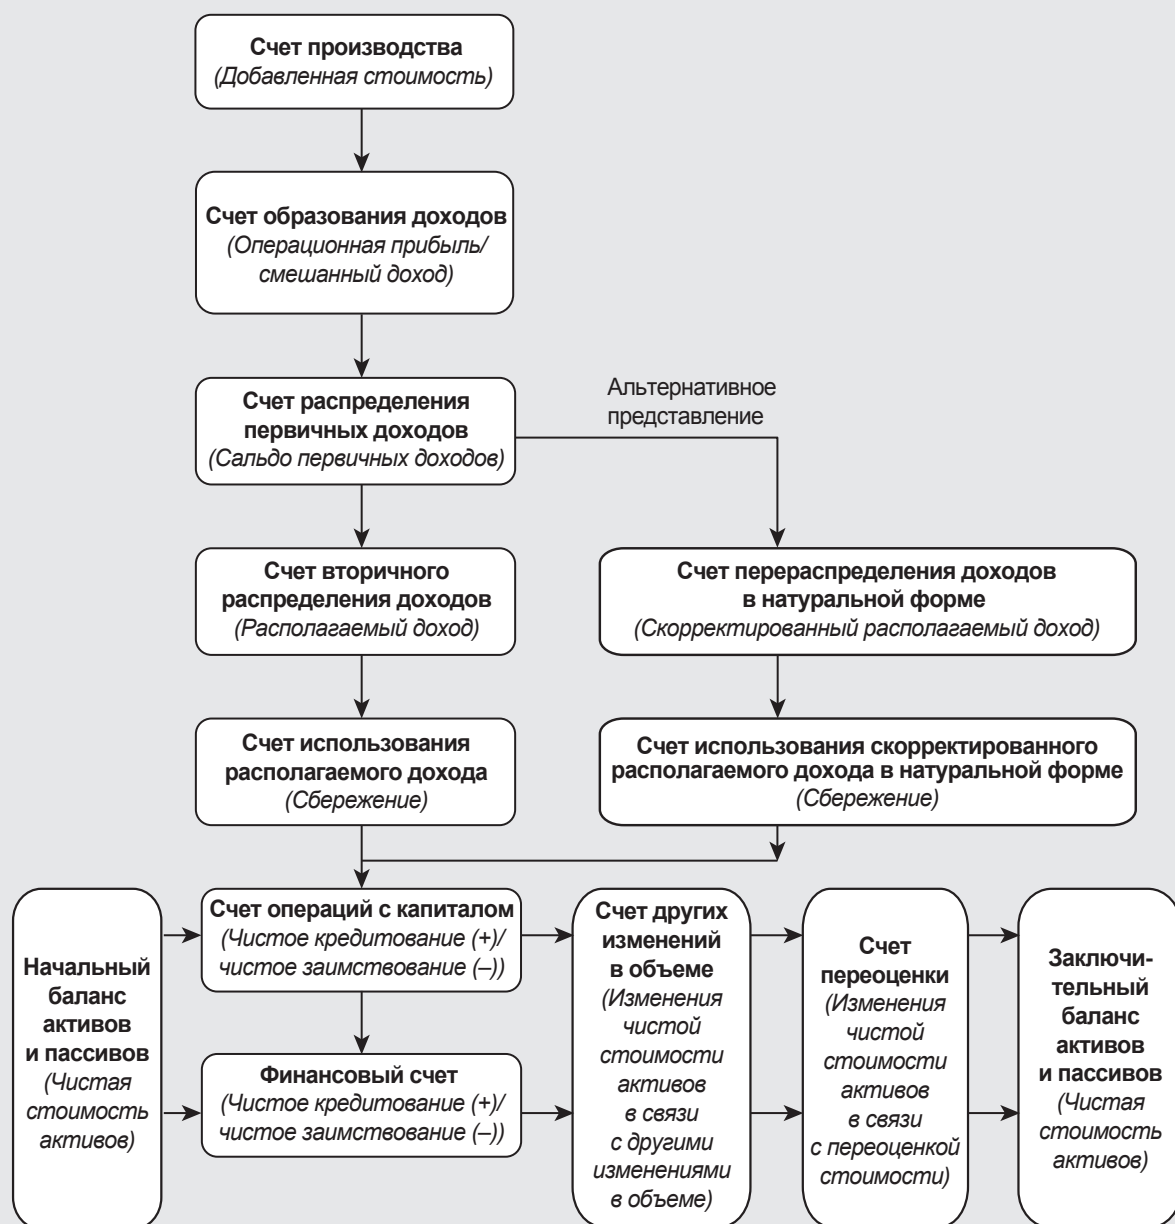 Счет производства
(Добавленная стоимость)
Счет образования доходов
(Операционная прибыль/
смешанный доход)
Счет распределения
первичных доходов
(Сальдо первичных доходов)
Альтернативное
представление
Счет вторичного
распределения доходов
(Располагаемый доход)
Счет перераспределения доходов
в натуральной форме
(Скорректированный располагаемый доход)
Счет использования
располагаемого дохода
(Сбережение)
Счет использования скорректированного
располагаемого дохода в натуральной форме
(Сбережение)
Начальный
баланс
активов
и пассивов
(Чистая
стоимость
активов)
Счет операций с капиталом
(Чистое кредитование (+)/
чистое заимствование (–))
Финансовый счет
(Чистое кредитование (+)/
чистое заимствование (–))
Счет других
изменений
в объеме
(Изменения
чистой
стоимости
активов
в связи
с другими
изменениями
в объеме)
Счет
переоценки
(Изменения
чистой
стоимости
активов
в связи
с переоценкой
стоимости)
Заключи-
тельный
баланс
активов
и пассивов
(Чистая
стоимость
активов)